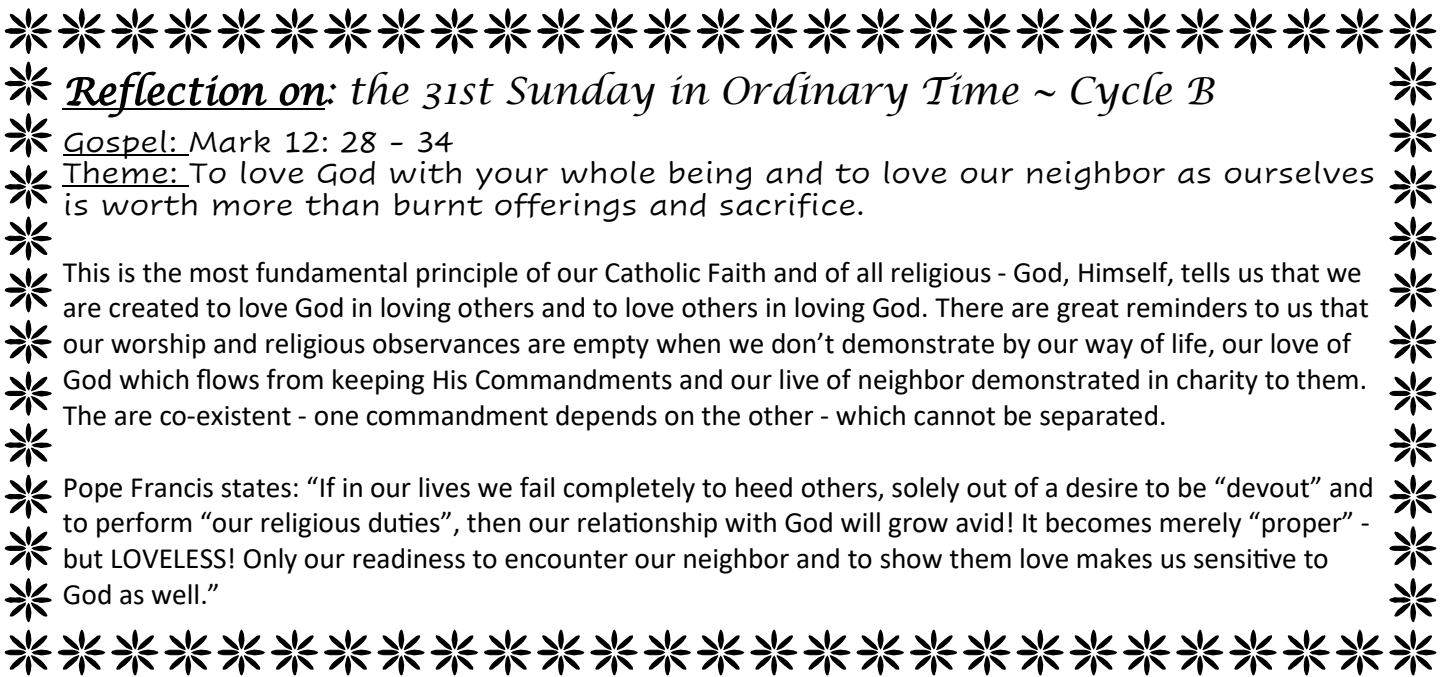 Reflection on: the 31st Sunday in Ordinary Time ~ Cycle B
Gospel: Mark 12: 28 - 34
Theme: To love God with your whole being and to love our neighbor as ourselves
is worth more than burnt offerings and sacrifice.
This is the most fundamental principle of our Catholic Faith and of all religious - God, Himself, tells us that we
are created to love God in loving others and to love others in loving God. There are great reminders to us that
our worship and religious observances are empty when we don’t demonstrate by our way of life, our love of
God which flows from keeping His Commandments and our live of neighbor demonstrated in charity to them.
The are co-existent - one commandment depends on the other - which cannot be separated.
Pope Francis states: “If in our lives we fail completely to heed others, solely out of a desire to be “devout” and
to perform “our religious duties”, then our relationship with God will grow avid! It becomes merely “proper” -
but LOVELESS! Only our readiness to encounter our neighbor and to show them love makes us sensitive to
God as well.”